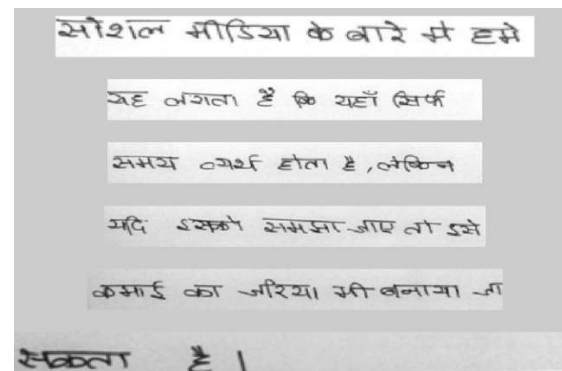 सोशल मीडिया के बारे मे हमे
यह लगता है कि यहाँ सिर्फ
समय व्यर्थ होता है, लेकिन
यदि इसको समझा जाए तो इसे
कमाई का जरिया भी बनाया जा
सकता है।